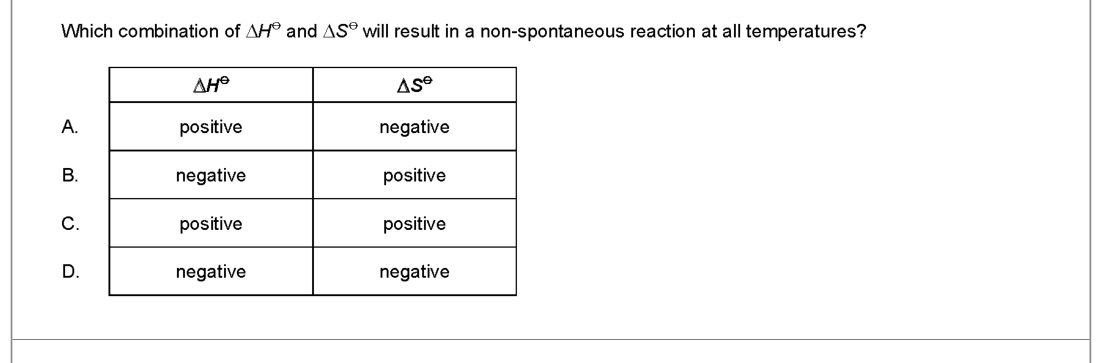 Which combination of ΔH⊖ and ΔS⊖ will result in a non-spontaneous reaction at all temperatures?
ΔH⊖ ΔS⊖
A. positive negative
B. negative positive
C. positive positive
D. negative negative